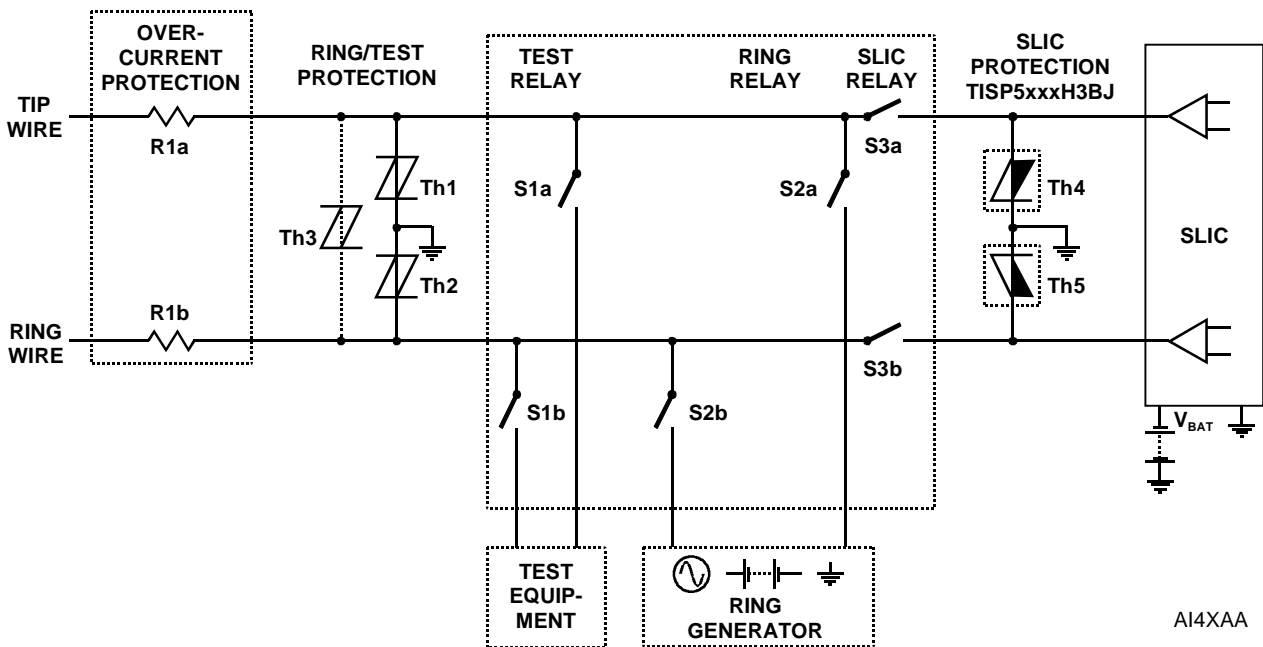 OVER-
CURRENT
PROTECTION
RING/TEST
PROTECTION
TEST
RELAY
RING
RELAY
SLIC
RELAY
SLIC
PROTECTION
TISP5xxxH3BJ
TIP
WIRE
R1a
S3a
Th1
S1a
S2a
Th4
Th3
SLIC
Th2
Th5
R1b
RING
WIRE
S3b
S1b
S2b
VBAT
TEST
EQUIP-
MENT
RING
GENERATOR
AI4XAA